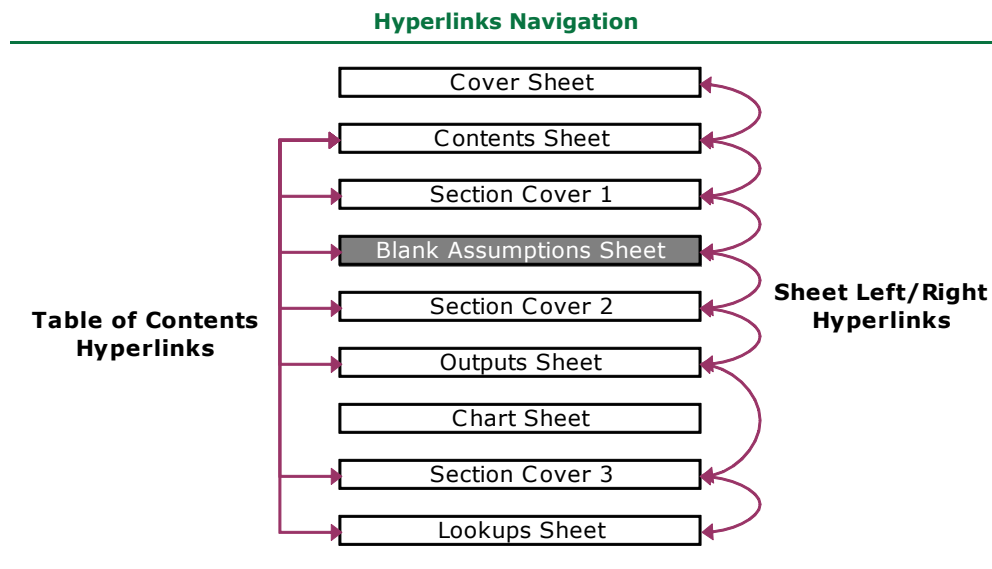 Hyperlinks Navigation
Cover Sheet
Contents Sheet
Section Cover 1
Blank Assumptions Sheet
Section Cover 2
Outputs Sheet
Chart Sheet
Section Cover 3
Lookups Sheet
Table of Contents
Hyperlinks
Sheet Left/Right
Hyperlinks